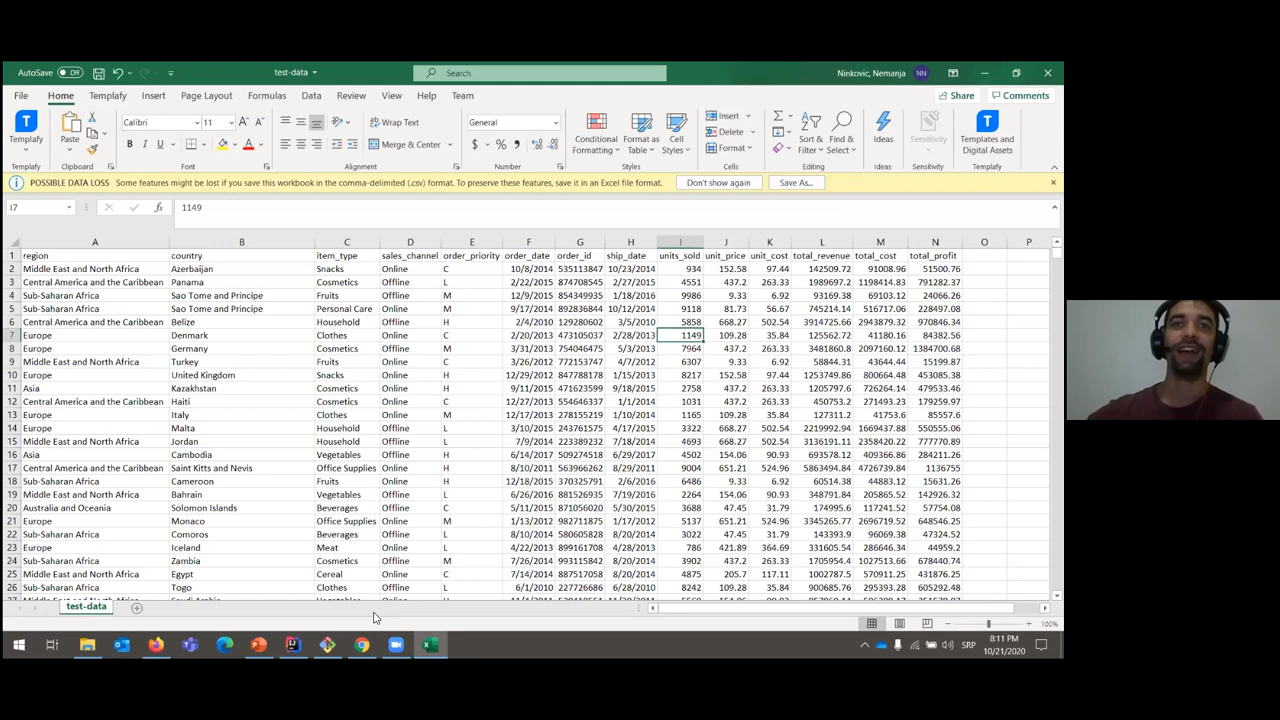 AutoSave Off test-data Search Ninkovic, Nemanja NN
File Home Templafy Insert Page Layout Formulas Data Review View Help Team Share Comments
Templafy Paste Calibri 11 Wrap Text Merge & Center General Conditional Formatting Format as Table Cell Styles Insert Delete Format Sort & Filter Find & Select Ideas Sensitivity Templates and Digital Assets
Templafy Clipboard Font Alignment Number Styles Cells Editing Ideas Sensitivity Templafy
POSSIBLE DATA LOSS Some features might be lost if you save this workbook in the comma-delimited (.csv) format. To preserve these features, save it in an Excel file format. Don't show again Save As...
I7 fx 1149
A B C D E F G H I J K L M N O P
1 region country item_type sales_channel order_priority order_date order_id ship_date units_sold unit_price unit_cost total_revenue total_cost total_profit
2 Middle East and North Africa Azerbaijan Snacks Online C 10/8/2014 535113847 10/23/2014 934 152.58 97.44 142509.72 91008.96 51500.76
3 Central America and the Caribbean Panama Cosmetics Offline L 2/22/2015 874708545 2/27/2015 4551 437.2 263.33 1989697.2 1198414.83 791282.37
4 Sub-Saharan Africa Sao Tome and Principe Fruits Offline M 12/9/2015 854349935 1/18/2016 9986 9.33 6.92 93169.38 69103.12 24066.26
5 Sub-Saharan Africa Sao Tome and Principe Personal Care Online M 9/17/2014 892836844 10/12/2014 9118 81.73 56.67 745214.14 516717.06 228497.08
6 Central America and the Caribbean Belize Household Offline H 2/4/2010 129280602 3/5/2010 5858 668.27 502.54 3914725.66 2943879.32 970846.34
7 Europe Denmark Clothes Online C 2/20/2013 473105037 2/28/2013 1149 109.28 35.84 125562.72 41180.16 84382.56
8 Europe Germany Cosmetics Offline M 3/31/2013 754046475 5/3/2013 7964 437.2 263.33 3481860.8 2097160.12 1384700.68
9 Middle East and North Africa Turkey Fruits Online C 3/26/2012 772153747 4/7/2012 6307 9.33 6.92 58844.31 43644.44 15199.87
10 Europe United Kingdom Snacks Online H 12/29/2012 847788178 1/15/2013 8217 152.58 97.44 1253749.86 800664.48 453085.38
11 Asia Kazakhstan Cosmetics Online H 9/11/2015 471623599 9/18/2015 2758 437.2 263.33 1205797.6 726264.14 479533.46
12 Central America and the Caribbean Haiti Cosmetics Online C 12/27/2013 554646337 1/1/2014 1031 437.2 263.33 450753.2 271493.23 179259.97
13 Europe Italy Clothes Online M 12/17/2013 278155219 1/10/2014 1165 109.28 35.84 127311.2 41753.6 85557.6
14 Europe Malta Household Offline L 3/10/2015 243761575 4/16/2015 3322 668.27 502.54 2219992.94 1669437.88 550555.06
15 Middle East and North Africa Jordan Household Offline L 7/9/2014 223389232 7/18/2014 4693 668.27 502.54 3136191.11 2358420.22 777770.89
16 Asia Cambodia Vegetables Offline H 6/14/2017 509274518 6/29/2017 4502 154.06 90.93 693578.12 409366.86 284211.26
17 Central America and the Caribbean Saint Kitts and Nevis Office Supplies Online H 8/10/2011 563966262 9/8/2011 9004 651.21 524.96 5863494.84 4726739.84 1136755
18 Sub-Saharan Africa Cameroon Fruits Online H 12/18/2015 370325791 2/6/2016 6486 9.33 6.92 60514.38 44883.12 15631.26
19 Middle East and North Africa Bahrain Vegetables Offline L 6/26/2016 881526935 7/19/2016 2264 154.06 90.93 348791.84 205865.52 142926.32
20 Australia and Oceania Solomon Islands Beverages Offline C 5/11/2015 871056020 5/30/2015 3688 47.45 31.79 174995.6 117241.52 57754.08
21 Europe Monaco Office Supplies Online M 1/13/2012 982711875 1/17/2012 5137 651.21 524.96 3345265.77 2696719.52 648546.25
22 Sub-Saharan Africa Comoros Beverages Offline L 8/10/2014 580605828 8/30/2014 3022 47.45 31.79 143393.9 96069.38 47324.52
23 Europe Iceland Meat Online L 4/22/2013 899161708 4/28/2013 786 421.89 364.69 331605.54 286646.34 44959.2
24 Sub-Saharan Africa Zambia Cosmetics Offline M 7/26/2014 993115842 9/30/2014 3902 437.2 263.33 1705954.4 1027513.66 678440.74
25 Middle East and North Africa Egypt Cereal Online C 7/14/2014 887517058 7/21/2014 4875 205.7 117.11 1002787.5 570911.25 431876.25
26 Sub-Saharan Africa Togo Clothes Offline L 6/1/2010 227726686 6/28/2010 8242 109.28 35.84 900685.76 295393.28 605292.48
test-data
100%
SRP 8:11 PM
10/21/2020